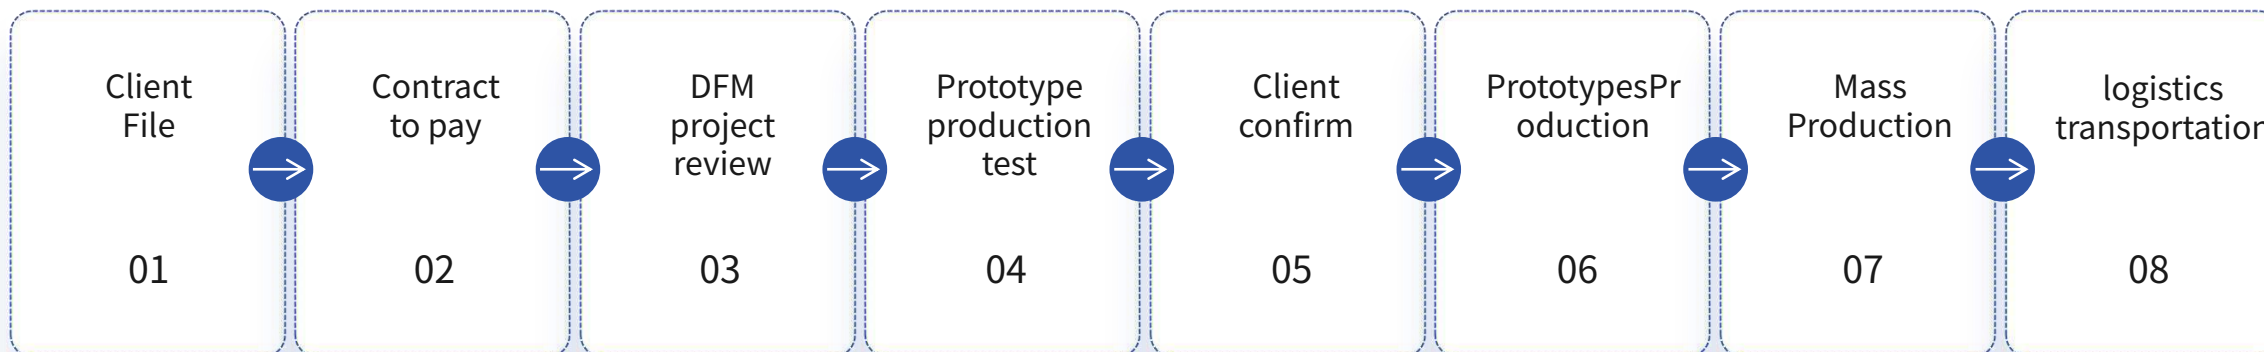 Client
File
01
Contract
to pay
02
DFM
project
review
03
Prototype
production
test
04
Client
confirm
05
PrototypesPr
oduction
06
Mass
Production
07
logistics
transportation
08